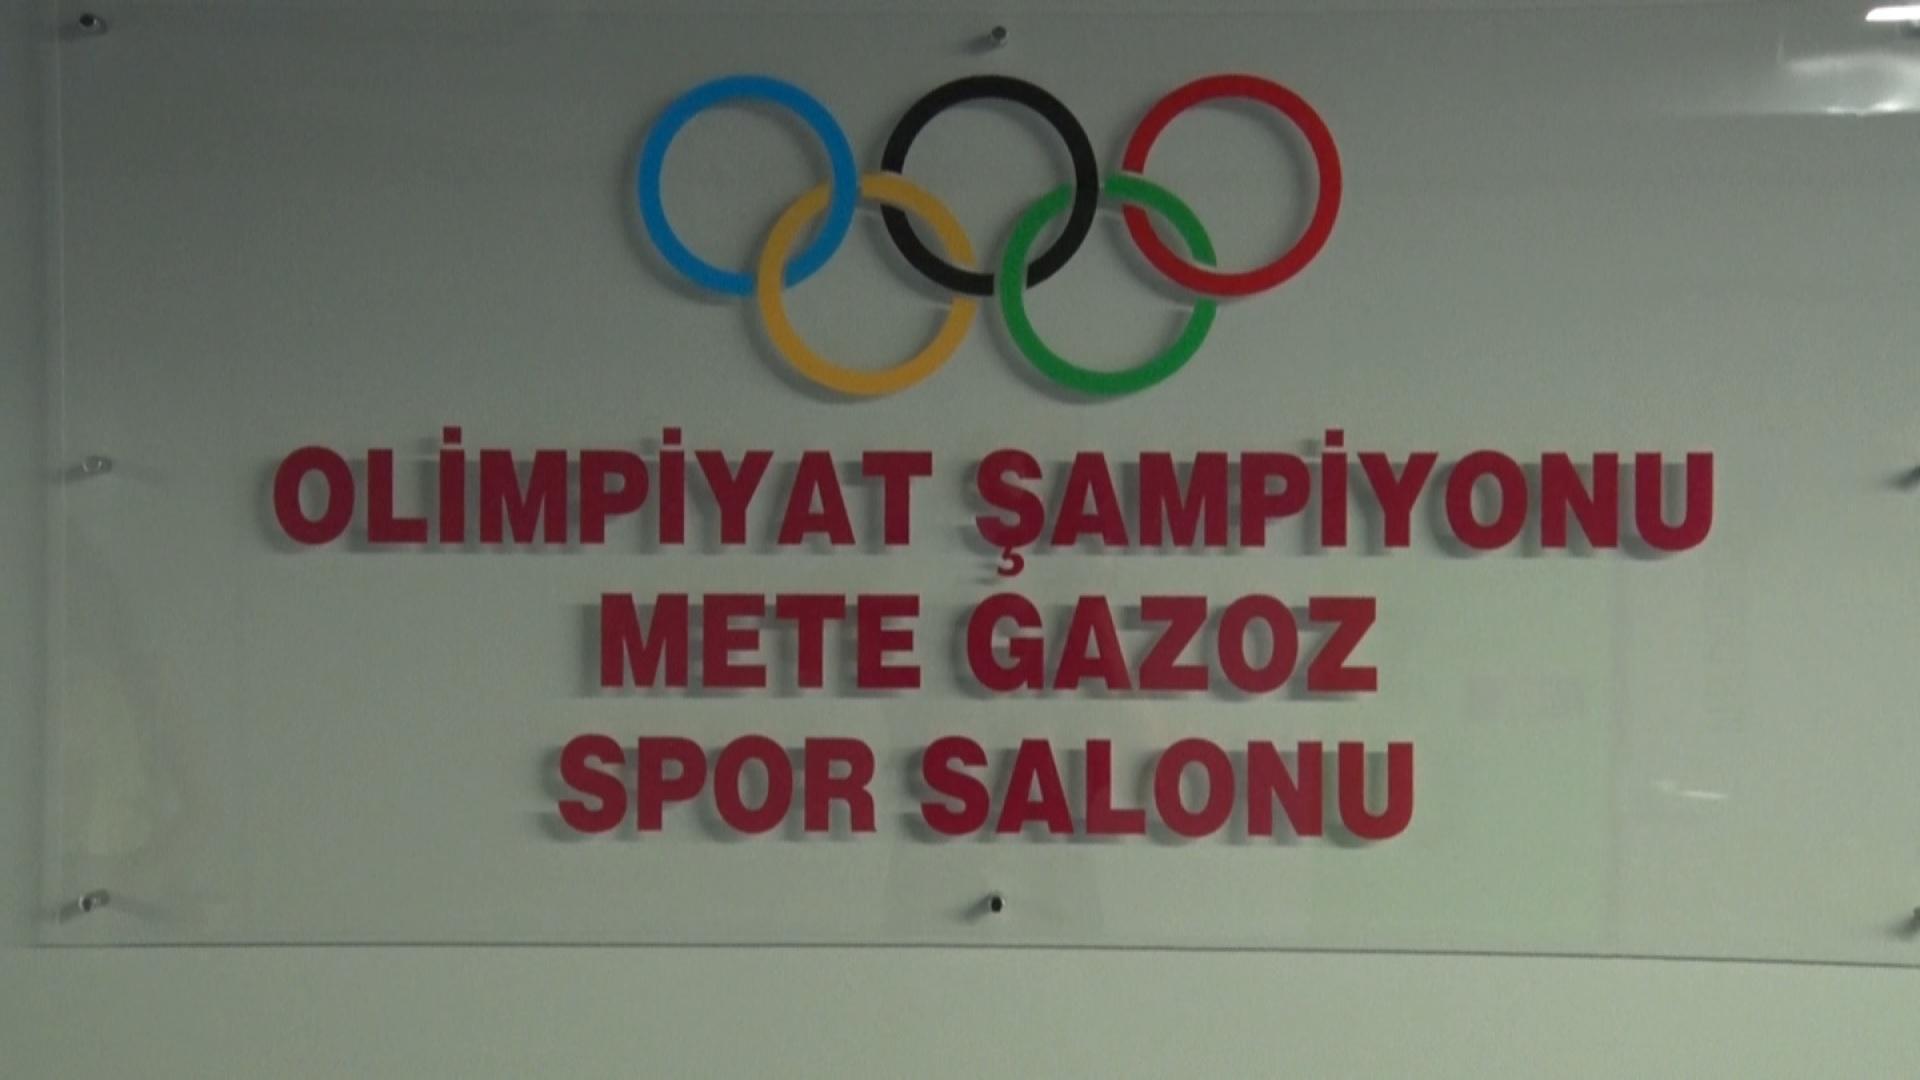 OLİMPİYAT ŞAMPİYONU
METE GAZOZ
SPOR SALONU